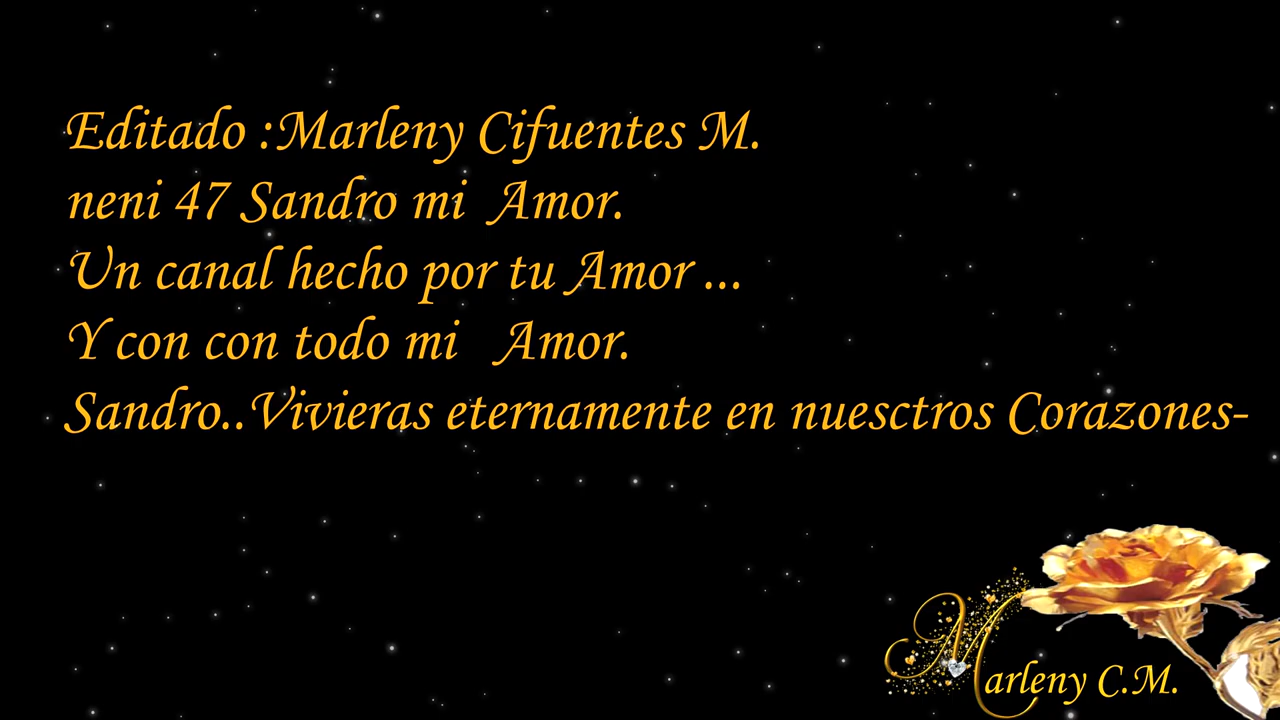 Editado :Marleny Cifuentes M.
neni 47 Sandro mi Amor.
Un canal hecho por tu Amor ...
Y con con todo mi Amor.
Sandro..Vivieras eternamente en nuesctros Corazones-
Marleny C.M.